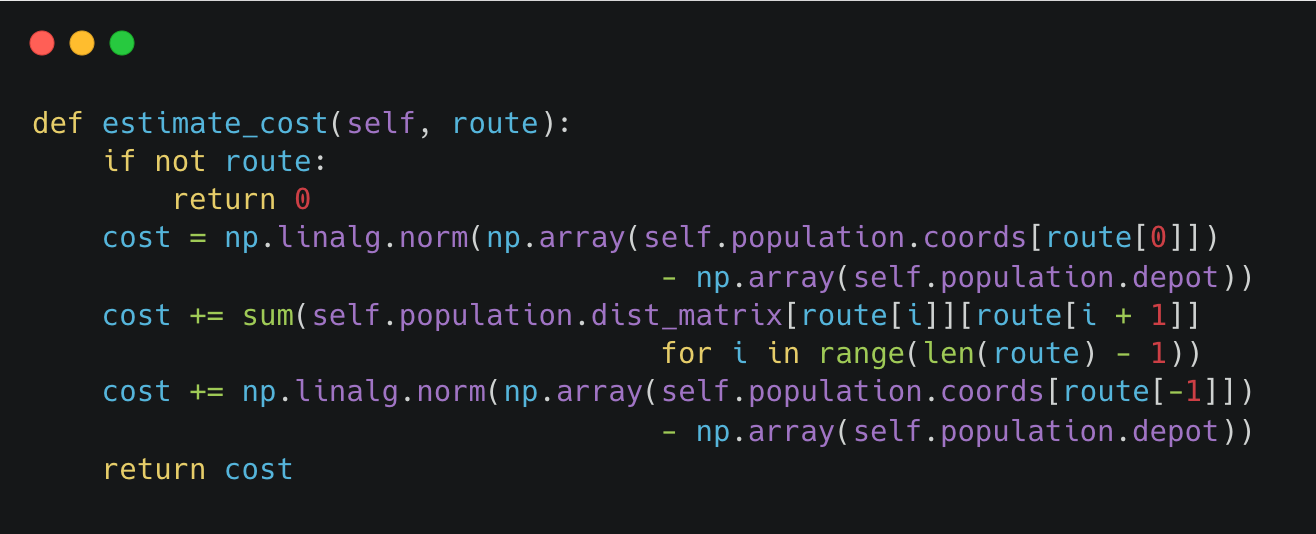 def estimate_cost(self, route):
    if not route:
        return 0
    cost = np.linalg.norm(np.array(self.population.coords[route[0]])
                                    - np.array(self.population.depot))
    cost += sum(self.population.dist_matrix[route[i]][route[i + 1]]
                                    for i in range(len(route) - 1))
    cost += np.linalg.norm(np.array(self.population.coords[route[-1]])
                                    - np.array(self.population.depot))
    return cost